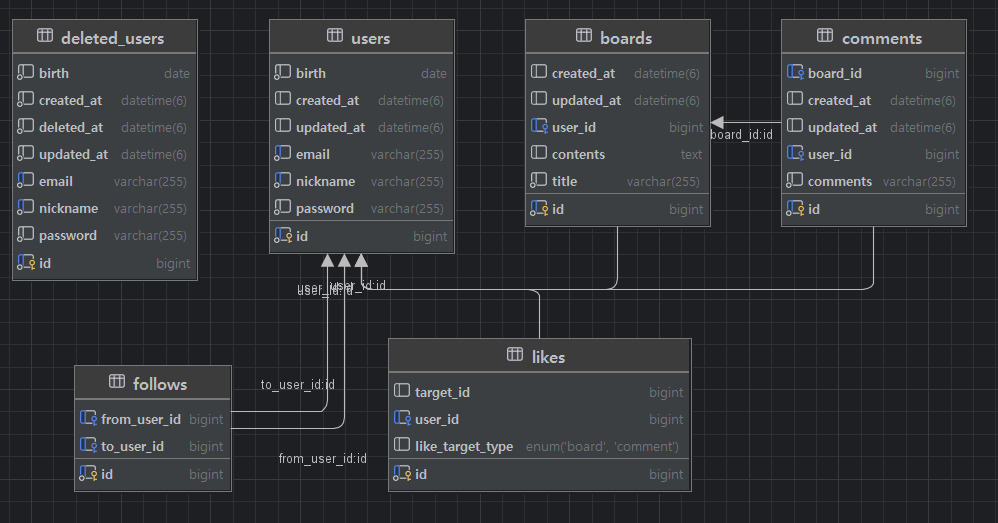 deleted_users
birth date
created_at datetime(6)
deleted_at datetime(6)
updated_at datetime(6)
email varchar(255)
nickname varchar(255)
password varchar(255)
id bigint
users
birth date
created_at datetime(6)
updated_at datetime(6)
email varchar(255)
nickname varchar(255)
password varchar(255)
id bigint
boards
created_at datetime(6)
updated_at datetime(6)
user_id bigint
contents text
title varchar(255)
id bigint
board_id:id
comments
board_id bigint
created_at datetime(6)
updated_at datetime(6)
user_id bigint
comments varchar(255)
id bigint
user_id:id
to_user_id:id
from_user_id:id
follows
from_user_id bigint
to_user_id bigint
id bigint
likes
target_id bigint
user_id bigint
like_target_type enum('board', 'comment')
id bigint